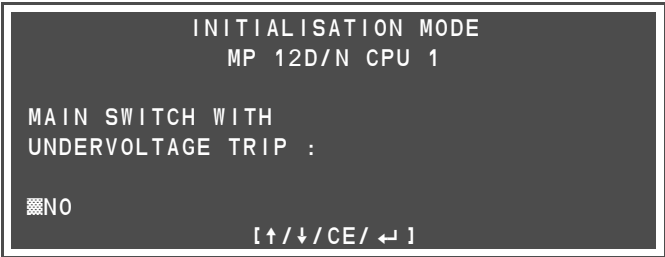 INITIALISATION MODE
MP 12D/N CPU 1
MAIN SWITCH WITH
UNDERVOLTAGE TRIP :
▒NO
[↑/↓/CE/ ↵ ]